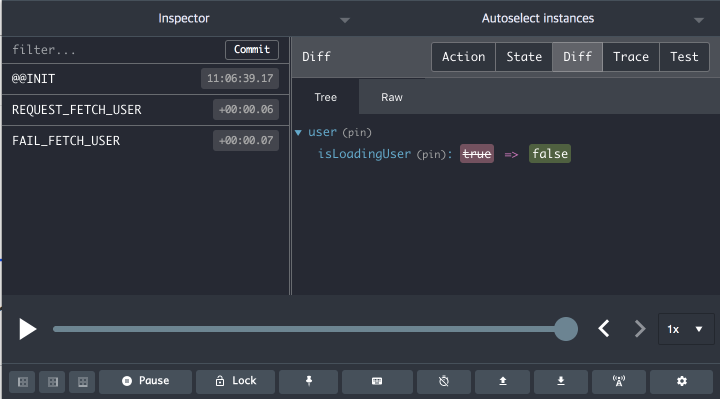 Inspector Autoselect instances
filter... Commit
Diff Action State Diff Trace Test
@@INIT 11:06:39.17
Tree Raw
REQUEST_FETCH_USER +00:00.06
FAIL_FETCH_USER +00:00.07
user (pin)
isLoadingUser (pin): true => false
1x
Pause Lock